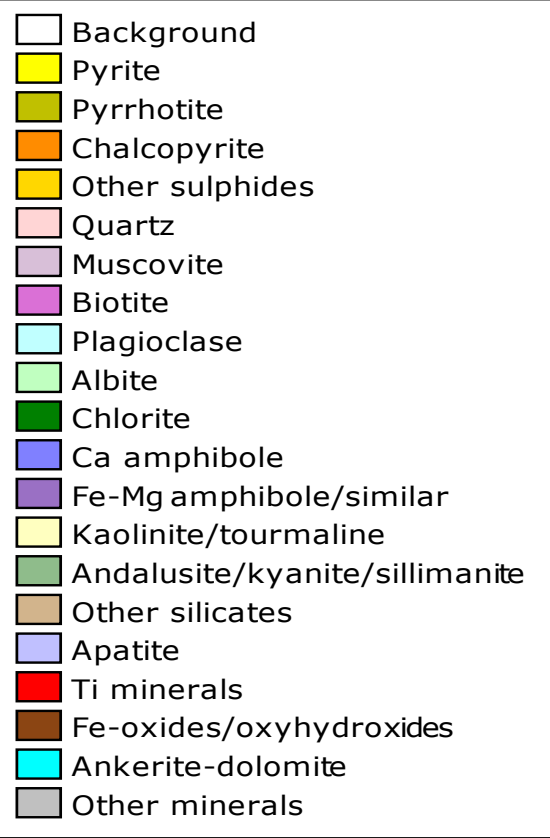 Background
Pyrite
Pyrrhotite
Chalcopyrite
Other sulphides
Quartz
Muscovite
Biotite
Plagioclase
Albite
Chlorite
Ca amphibole
Fe-Mg amphibole/similar
Kaolinite/tourmaline
Andalusite/kyanite/sillimanite
Other silicates
Apatite
Ti minerals
Fe-oxides/oxyhydroxides
Ankerite-dolomite
Other minerals